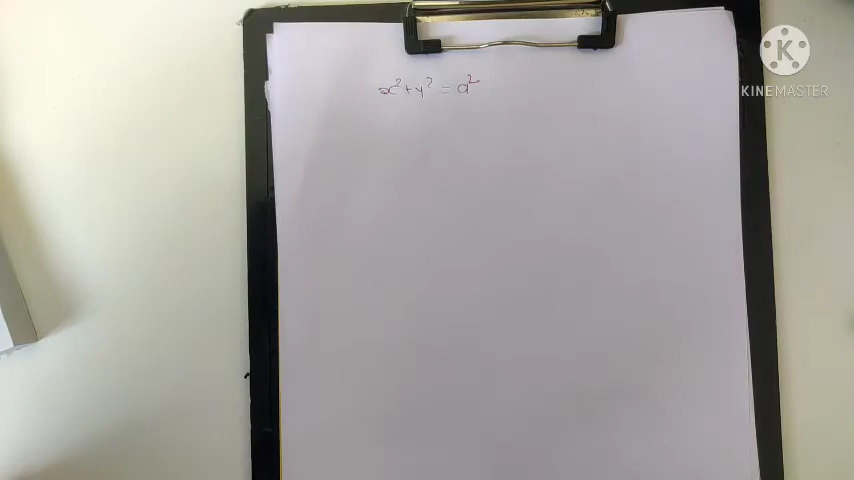 x² + y² = a²
K
KINEMASTER